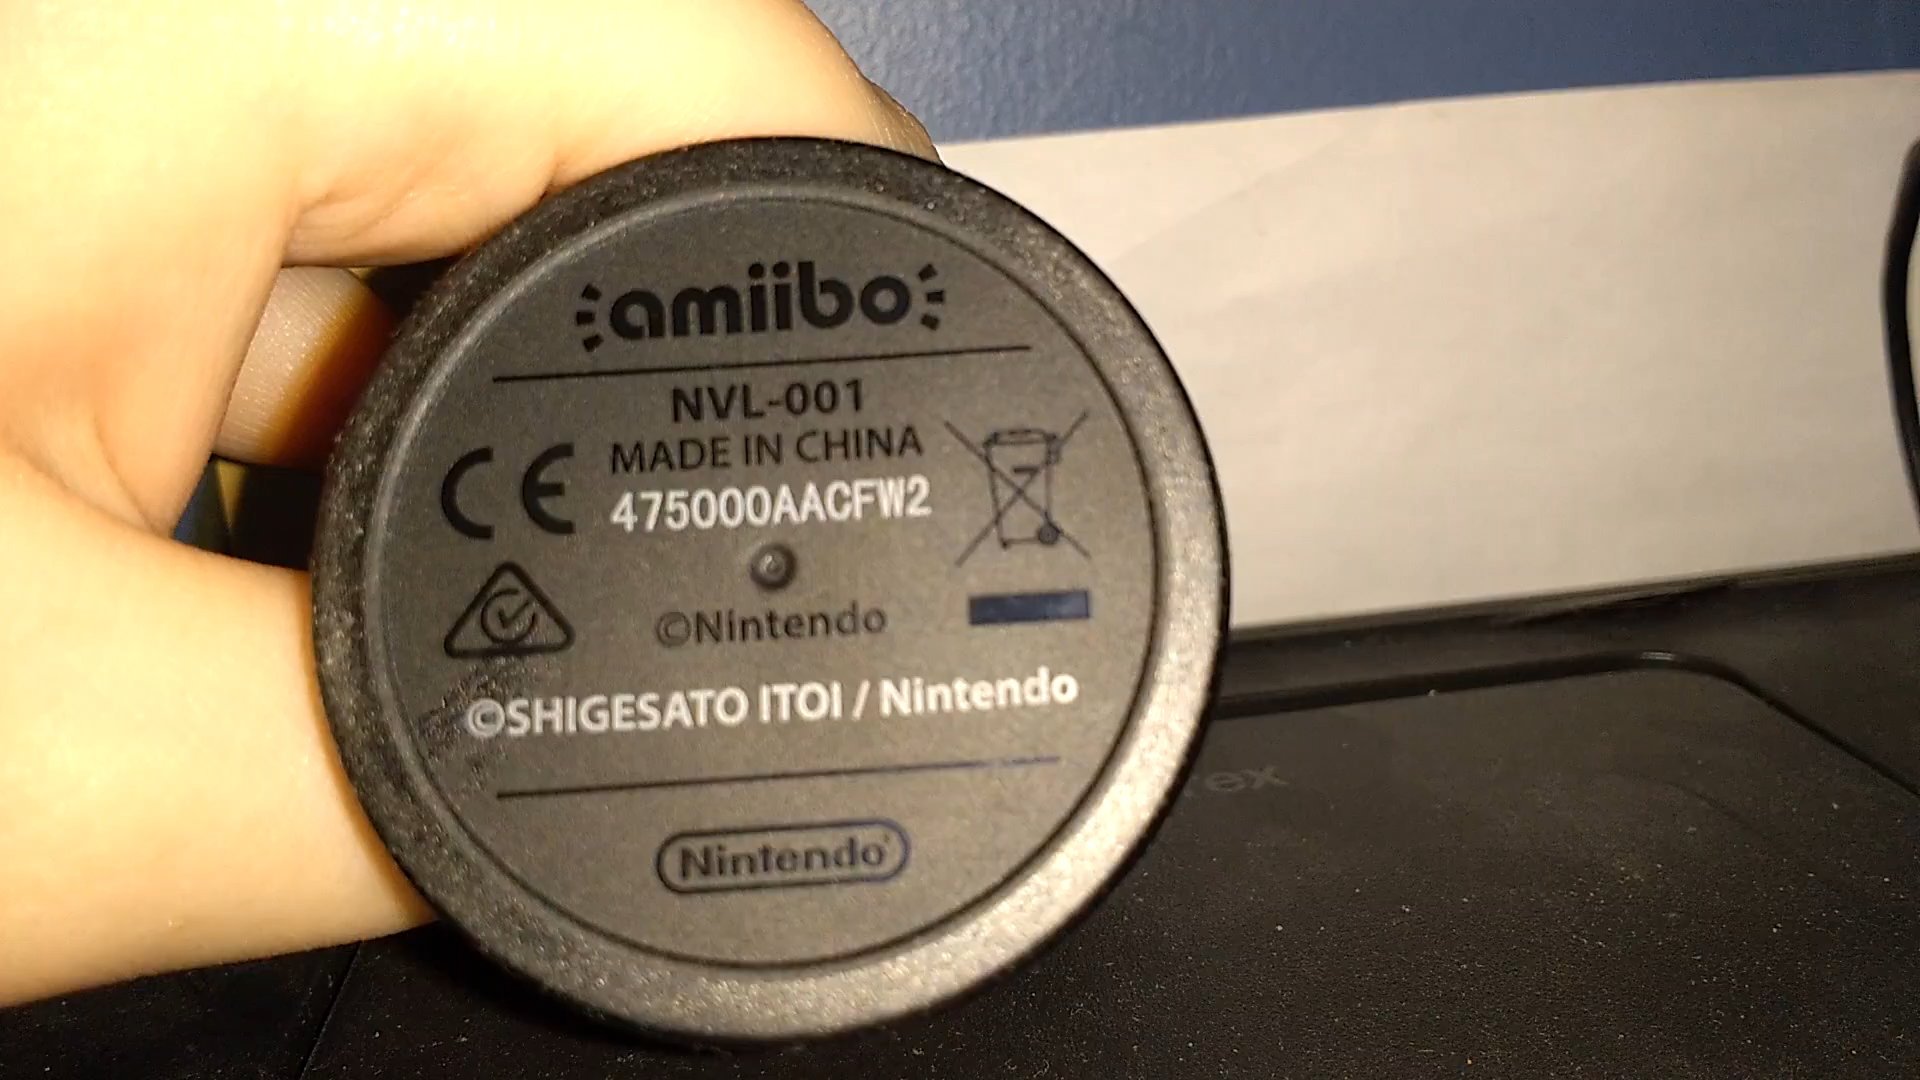 amiibo
NVL-001
MADE IN CHINA
475000AACFW2
CE
©Nintendo
©SHIGESATO ITOI / Nintendo
Nintendo